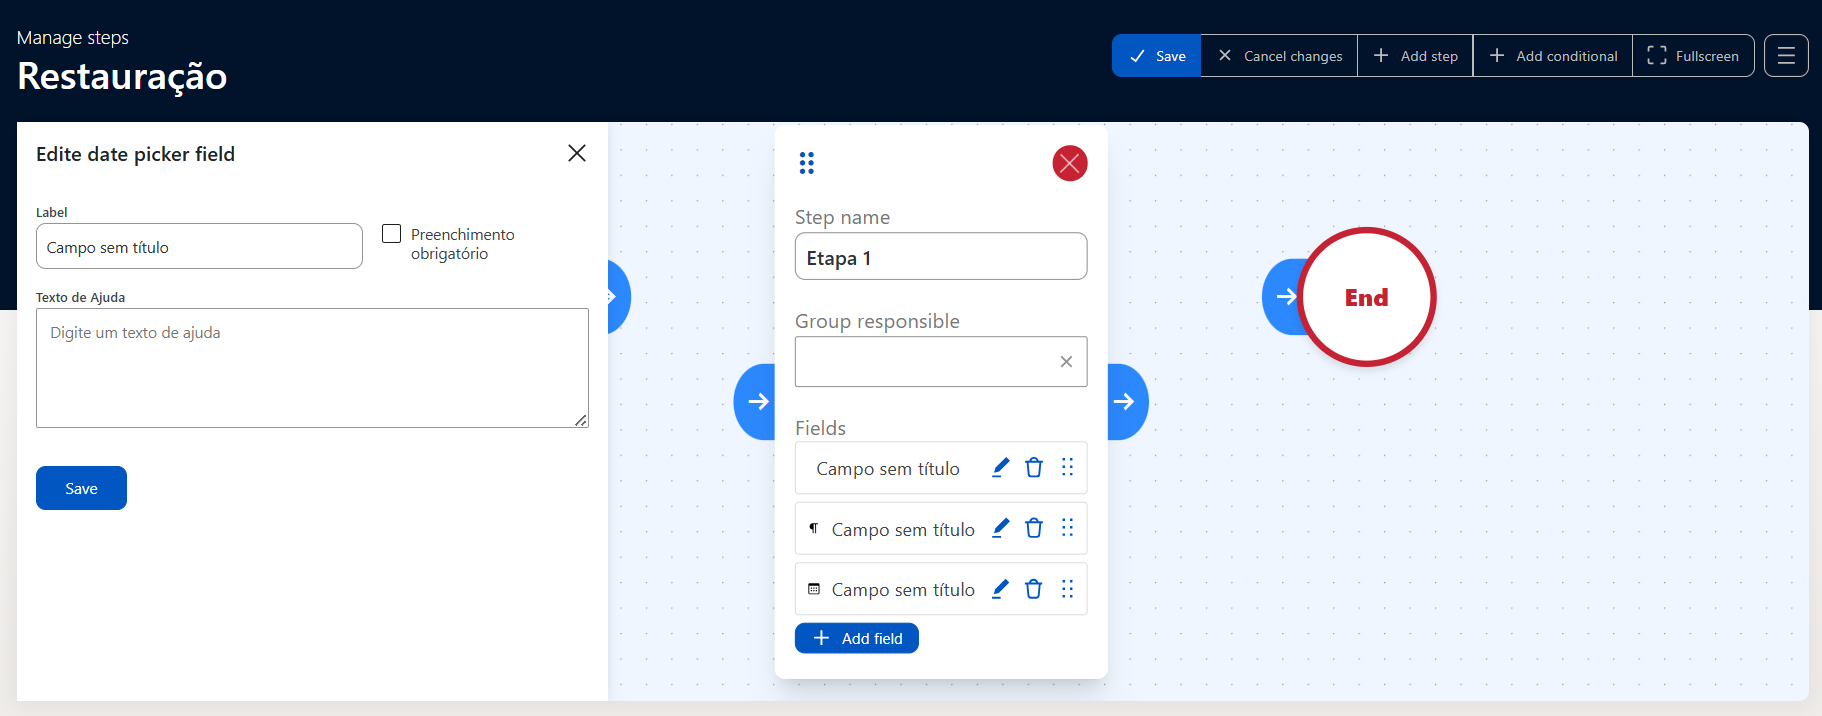 Manage steps
Restauração
Save
Cancel changes
Add step
Add conditional
Fullscreen
Edite date picker field
Label
Campo sem título
Preenchimento
obrigatório
Texto de Ajuda
Digite um texto de ajuda
Save
Step name
Etapa 1
Group responsible
Fields
Campo sem título
¶ Campo sem título
Campo sem título
Add field
End